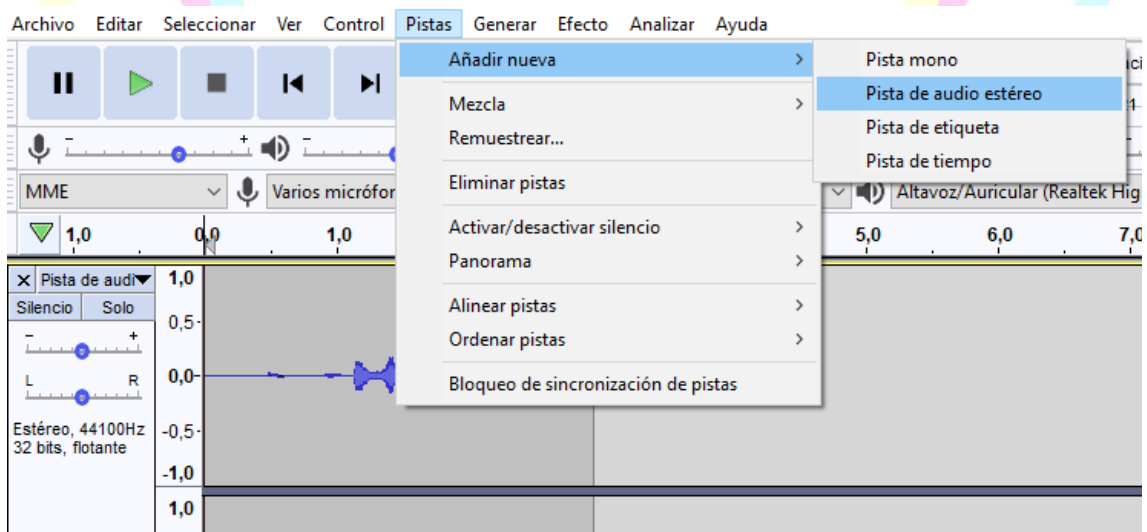 Archivo Editar Seleccionar Ver Control Pistas Generar Efecto Analizar Ayuda
Añadir nueva
Pista mono
Pista de audio estéreo
Pista de etiqueta
Pista de tiempo
Mezcla
Remuestrear...
Eliminar pistas
Activar/desactivar silencio
Panorama
Alinear pistas
Ordenar pistas
Bloqueo de sincronización de pistas
- +
-
MME
Varios micrófor
Altavoz/Auricular (Realtek Hig
1,0 0,0 1,0 5,0 6,0 7,0
Pista de audi
Silencio Solo
- +
L R
Estéreo, 44100Hz
32 bits, flotante
1,0
0,5
0,0
-0,5
-1,0
1,0